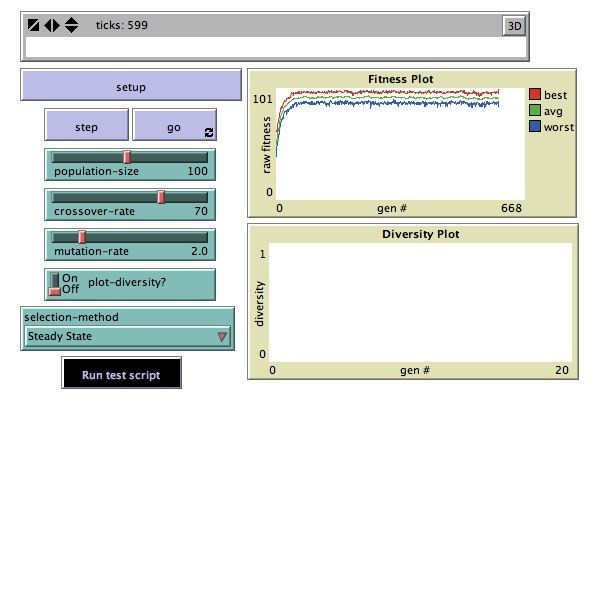 ticks: 599
3D
setup
step
go
population-size 100
crossover-rate 70
mutation-rate 2.0
On
Off
plot-diversity?
selection-method
Steady State
Run test script
Fitness Plot
101
raw fitness
0
0 gen # 668
best
avg
worst
Diversity Plot
1
diversity
0
0 gen # 20